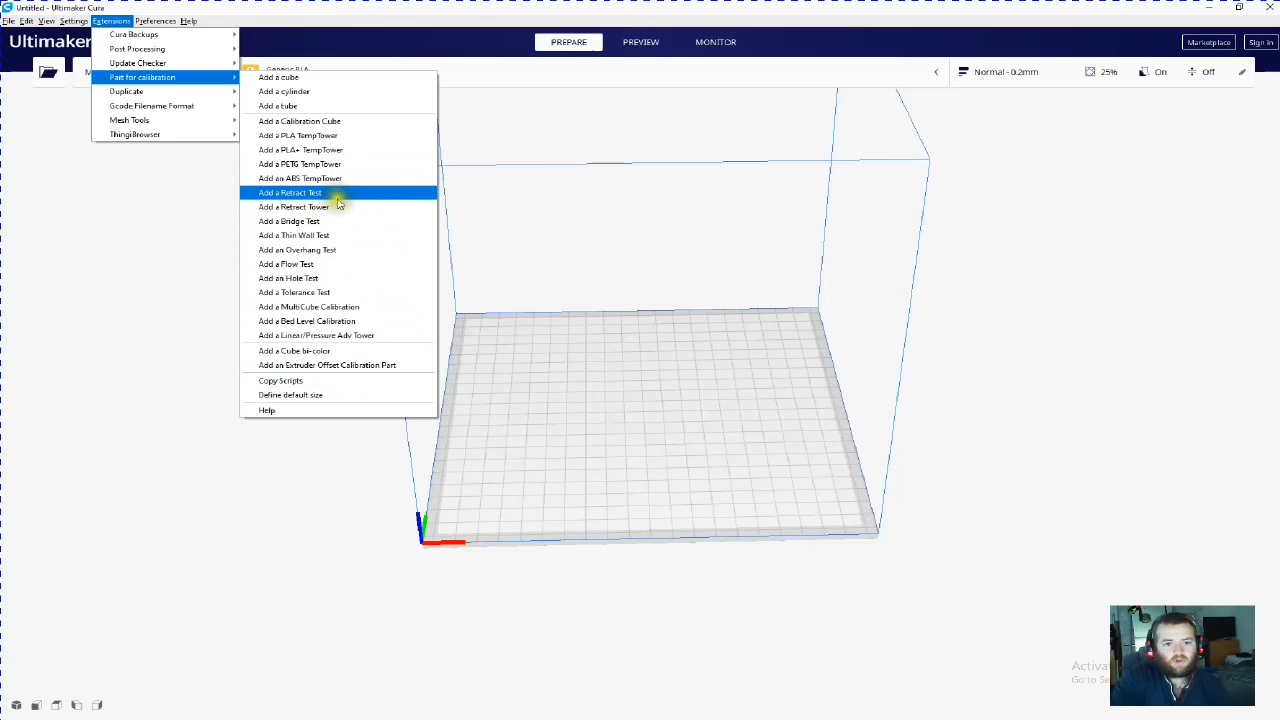 Untitled - Ultimaker Cura
File Edit View Settings Extensions Preferences Help
Ultimaker
PREPARE PREVIEW MONITOR
Marketplace Sign in
Generic PLA
Normal - 0.2mm 25% On Off
Cura Backups
Post Processing
Update Checker
Part for calibration
Duplicate
Gcode Filename Format
Mesh Tools
ThingiBrowser
Add a cube
Add a cylinder
Add a tube
Add a Calibration Cube
Add a PLA TempTower
Add a PLA+ TempTower
Add a PETG TempTower
Add an ABS TempTower
Add a Retract Test
Add a Retract Tower
Add a Bridge Test
Add a Thin Wall Test
Add an Overhang Test
Add a Flow Test
Add an Hole Test
Add a Tolerance Test
Add a MultiCube Calibration
Add a Bed Level Calibration
Add a Linear/Pressure Adv Tower
Add a Cube bi-color
Add an Extruder Offset Calibration Part
Copy Scripts
Define default size
Help
Activa
Go to Se